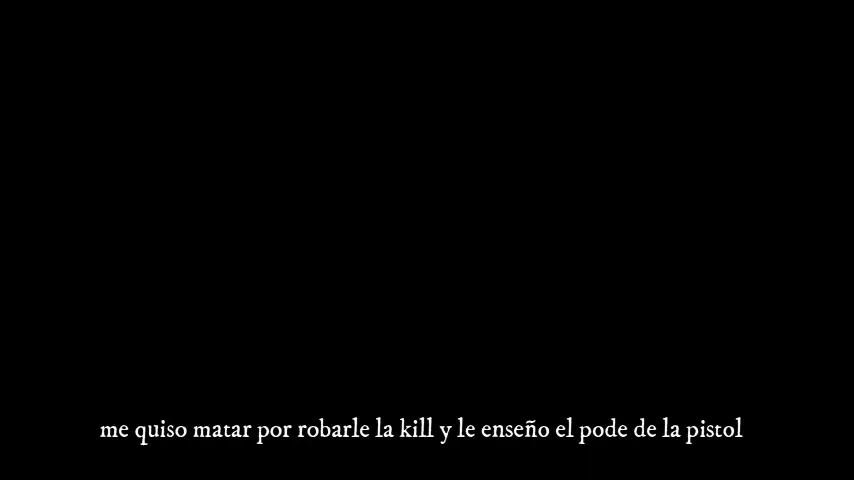 me quiso matar por robarle la kill y le enseño el pode de la pistol